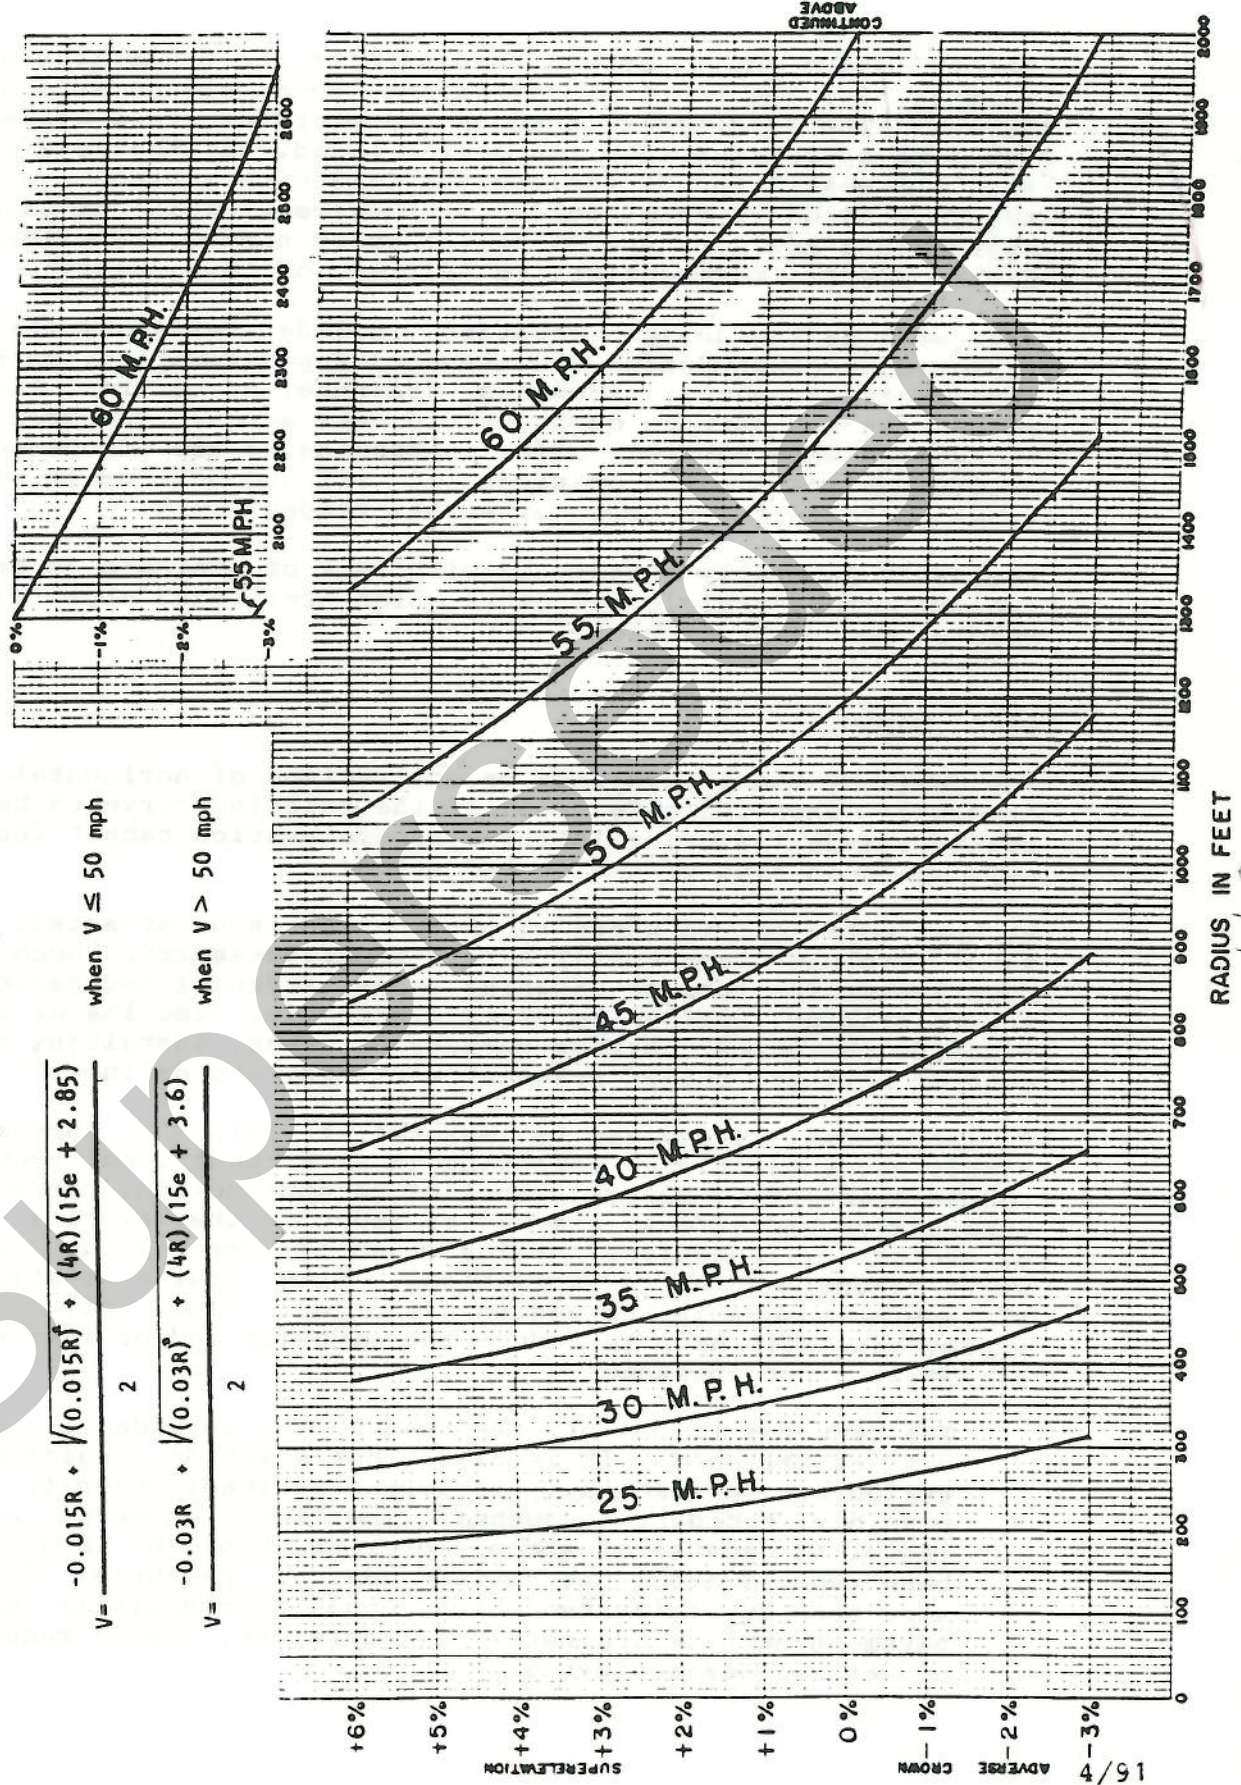 V= -0.015R + √(0.015R)² + (4R)(15e + 2.85)
2
when V ≤ 50 mph
V= -0.03R + √(0.03R)² + (4R)(15e + 3.6)
2
when V > 50 mph
0%
-1%
-2%
-3%
60 M.P.H.
55 M.P.H
2100
2200
2300
2400
2500
2600
CONTINUED
ABOVE
60 M.P.H.
55 M.P.H.
50 M.P.H.
45 M.P.H.
40 M.P.H.
35 M.P.H.
30 M.P.H.
25 M.P.H.
SUPERELEVATION
+6%
+5%
+4%
+3%
+2%
+1%
0%
-1%
-2%
-3%
ADVERSE CROWN
0
100
200
300
400
500
600
700
800
900
1000
1100
1200
1300
1400
1500
1600
1700
1800
1900
2000
RADIUS IN FEET
4/91
Superseded